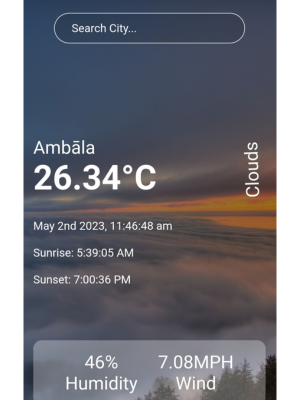 Search City...
Ambāla
26.34°C
Clouds
May 2nd 2023, 11:46:48 am
Sunrise: 5:39:05 AM
Sunset: 7:00:36 PM
46% 7.08MPH
Humidity Wind